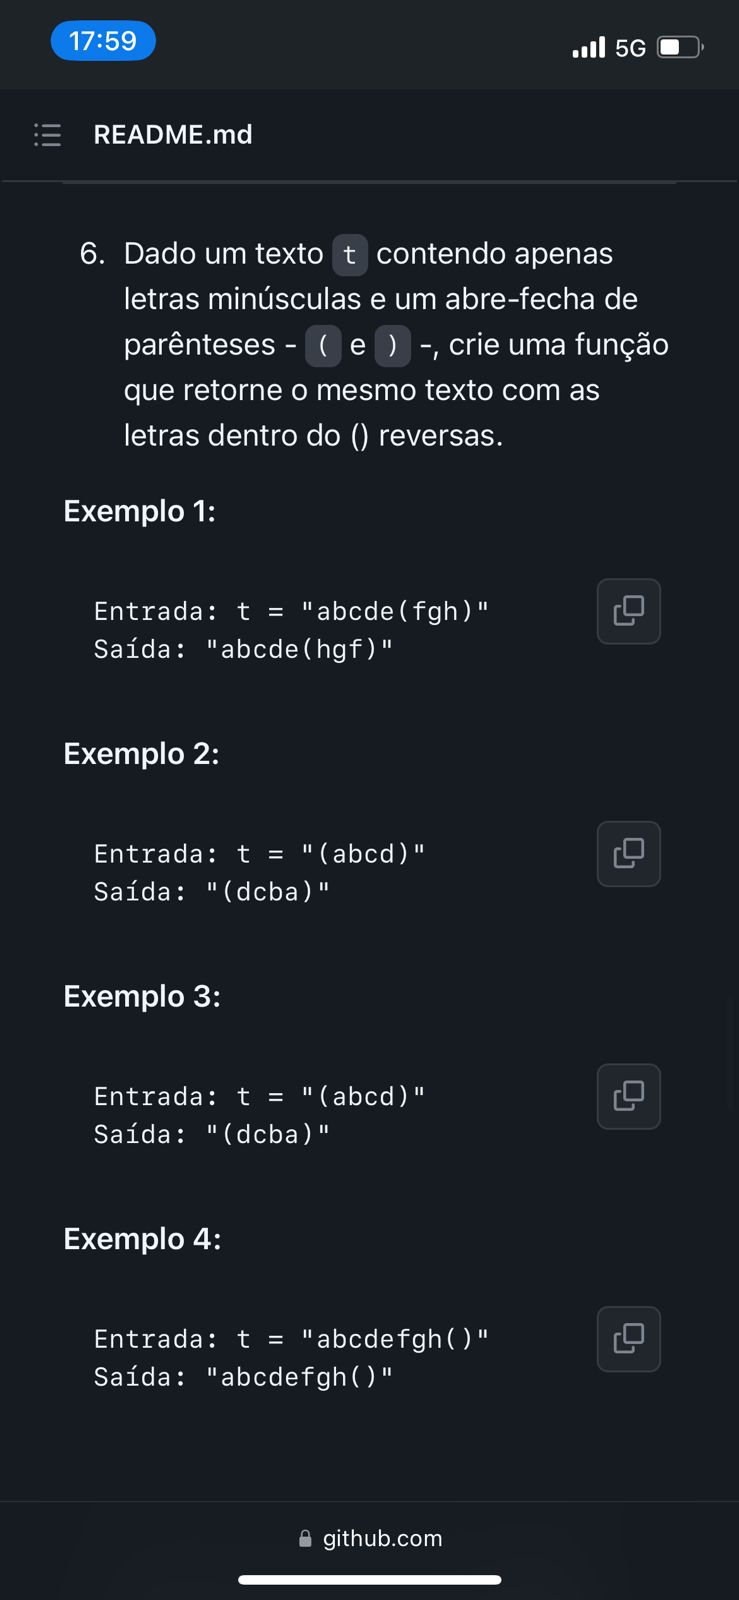 17:59
5G
README.md
6. Dado um texto t contendo apenas
letras minúsculas e um abre-fecha de
parênteses - ( e ) -, crie uma função
que retorne o mesmo texto com as
letras dentro do () reversas.
Exemplo 1:
Entrada: t = "abcde(fgh)"
Saída: "abcde(hgf)"
Exemplo 2:
Entrada: t = "(abcd)"
Saída: "(dcba)"
Exemplo 3:
Entrada: t = "(abcd)"
Saída: "(dcba)"
Exemplo 4:
Entrada: t = "abcdefgh()"
Saída: "abcdefgh()"
github.com